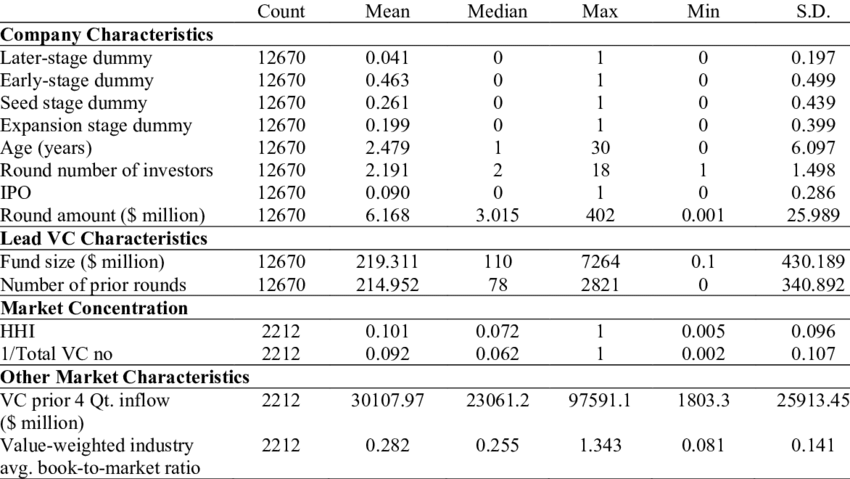 Count Mean Median Max Min S.D.
Company Characteristics
Later-stage dummy 12670 0.041 0 1 0 0.197
Early-stage dummy 12670 0.463 0 1 0 0.499
Seed stage dummy 12670 0.261 0 1 0 0.439
Expansion stage dummy 12670 0.199 0 1 0 0.399
Age (years) 12670 2.479 1 30 0 6.097
Round number of investors 12670 2.191 2 18 1 1.498
IPO 12670 0.090 0 1 0 0.286
Round amount ($ million) 12670 6.168 3.015 402 0.001 25.989
Lead VC Characteristics
Fund size ($ million) 12670 219.311 110 7264 0.1 430.189
Number of prior rounds 12670 214.952 78 2821 0 340.892
Market Concentration
HHI 2212 0.101 0.072 1 0.005 0.096
1/Total VC no 2212 0.092 0.062 1 0.002 0.107
Other Market Characteristics
VC prior 4 Qt. inflow 2212 30107.97 23061.2 97591.1 1803.3 25913.45
($ million)
Value-weighted industry 2212 0.282 0.255 1.343 0.081 0.141
avg. book-to-market ratio